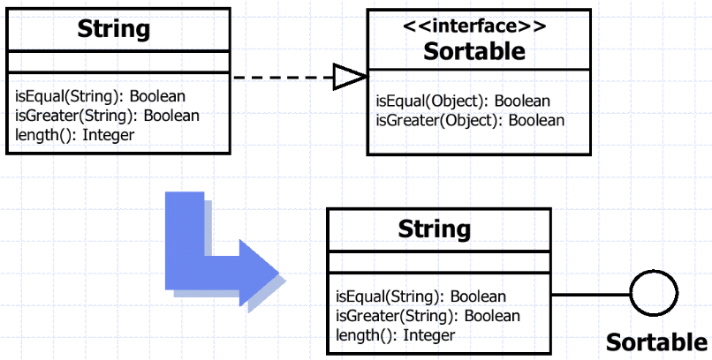 String
isEqual(String): Boolean
isGreater(String): Boolean
length(): Integer
<<interface>>
Sortable
isEqual(Object): Boolean
isGreater(Object): Boolean
String
isEqual(String): Boolean
isGreater(String): Boolean
length(): Integer
Sortable